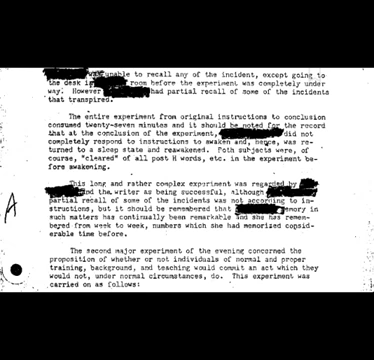 was unable to recall any of the incident, except going to
the desk in room before the experiment was completely under
way. However had partial recall of some of the incidents
that transpired.
The entire experiment from original instructions to conclusion
consumed twenty-seven minutes and it should be noted for the record
that at the conclusion of the experiment, did not
completely respond to instructions to awaken and, hence, was re-
turned to a sleep state and reawakened. Both subjects were, of
course, "cleared" of all post H words, etc. in the experiment be-
fore awakening.
This long and rather complex experiment was regarded by
and the writer as being successful, although
partial recall of some of the incidents was not according to in-
structions, but it should be remembered that memory in
such matters has continually been remarkable and she has remem-
bered from week to week, numbers which she had memorized consid-
erable time before.
A
The second major experiment of the evening concerned the
proposition of whether or not individuals of normal and proper
training, background, and teaching would commit an act which they
would not, under normal circumstances, do. This experiment was
carried on as follows: